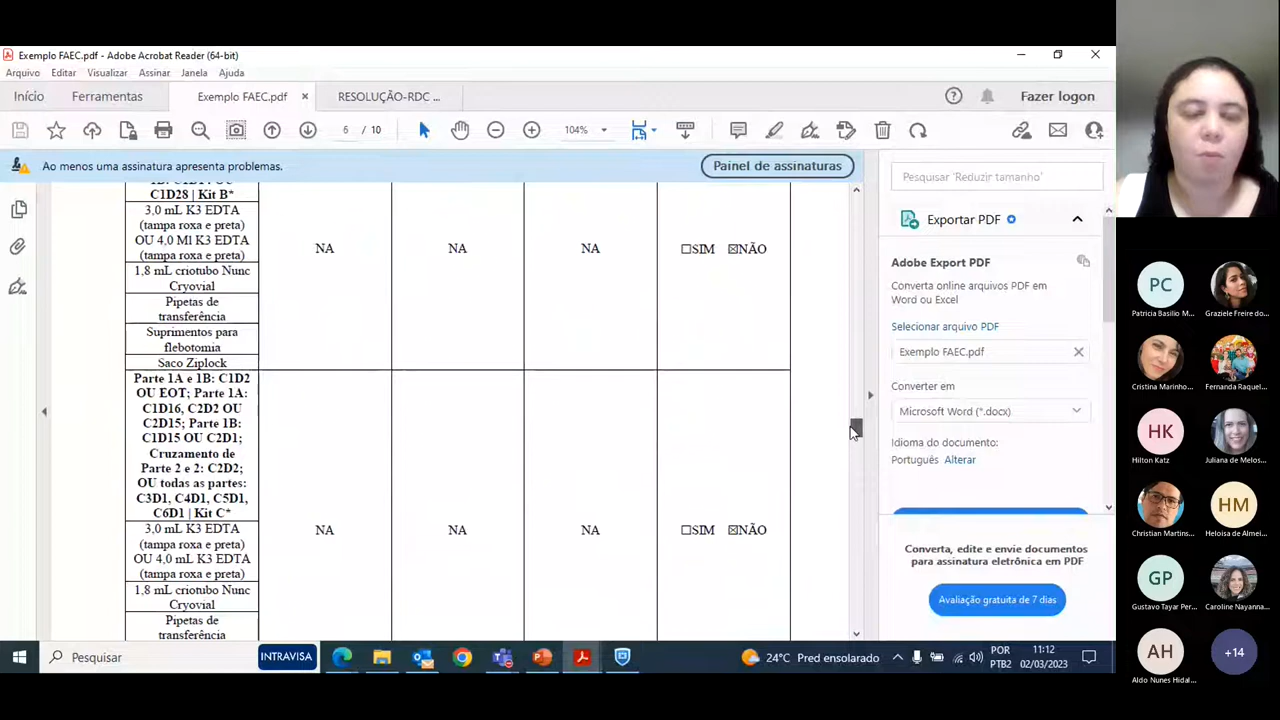 Exemplo FAEC.pdf - Adobe Acrobat Reader (64-bit)
Arquivo Editar Visualizar Assinar Janela Ajuda
Início Ferramentas Exemplo FAEC.pdf × RESOLUÇÃO-RDC ... Fazer logon
6 / 10 104%
Ao menos uma assinatura apresenta problemas. Painel de assinaturas
C1D28 | Kit B*
3,0 mL K3 EDTA
(tampa roxa e preta)
OU 4,0 Ml K3 EDTA
(tampa roxa e preta)
NA NA NA ☐SIM ☒NÃO
1,8 mL criotubo Nunc
Cryovial
Pipetas de
transferência
Suprimentos para
flebotomia
Saco Ziplock
Parte 1A e 1B: C1D2
OU EOT; Parte 1A:
C1D16, C2D2 OU
C2D15; Parte 1B:
C1D15 OU C2D1;
Cruzamento de
Parte 2 e 2: C2D2;
OU todas as partes:
C3D1, C4D1, C5D1,
C6D1 | Kit C*
3,0 mL K3 EDTA
(tampa roxa e preta)
OU 4,0 mL K3 EDTA
(tampa roxa e preta)
NA NA NA ☐SIM ☒NÃO
1,8 mL criotubo Nunc
Cryovial
Pipetas de
transferência
Pesquisar 'Reduzir tamanho'
Exportar PDF
Adobe Export PDF
Converta online arquivos PDF em
Word ou Excel
Selecionar arquivo PDF
Exemplo FAEC.pdf
Converter em
Microsoft Word (*.docx)
Idioma do documento:
Português Alterar
Converta, edite e envie documentos
para assinatura eletrônica em PDF
Avaliação gratuita de 7 dias
Pesquisar INTRAVISA 24°C Pred ensolarado POR 11:12
PTB2 02/03/2023
PC
Patricia Basilio M... Graziele Freire do...
Cristina Marinho... Fernanda Raquel...
HK
Hilton Katz Juliana de Melos...
HM
Christian Martins... Heloisa de Almei...
GP
Gustavo Tayar Per... Caroline Nayanna...
AH +14
Aldo Nunes Hidal...